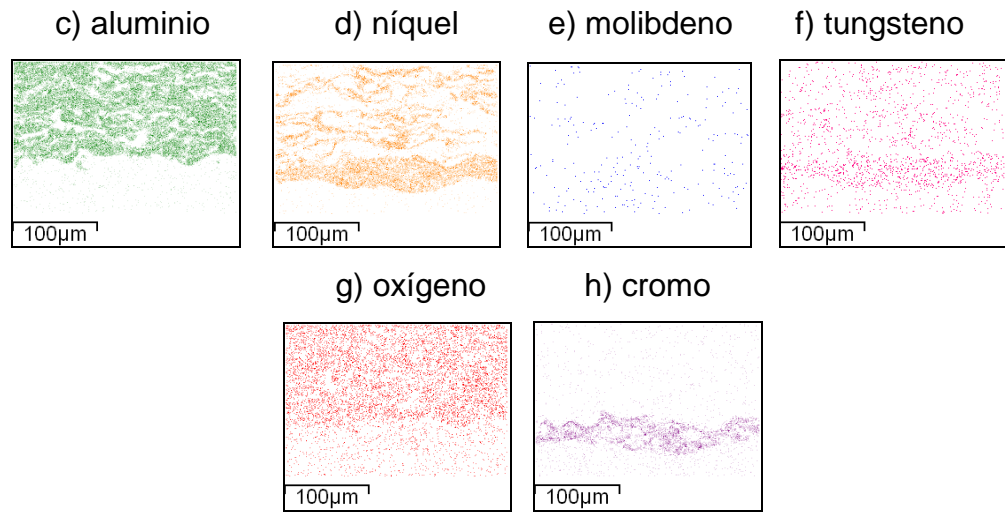 c) aluminio
d) níquel
e) molibdeno
f) tungsteno
100µm
100µm
100µm
100µm
g) oxígeno
h) cromo
100µm
100µm